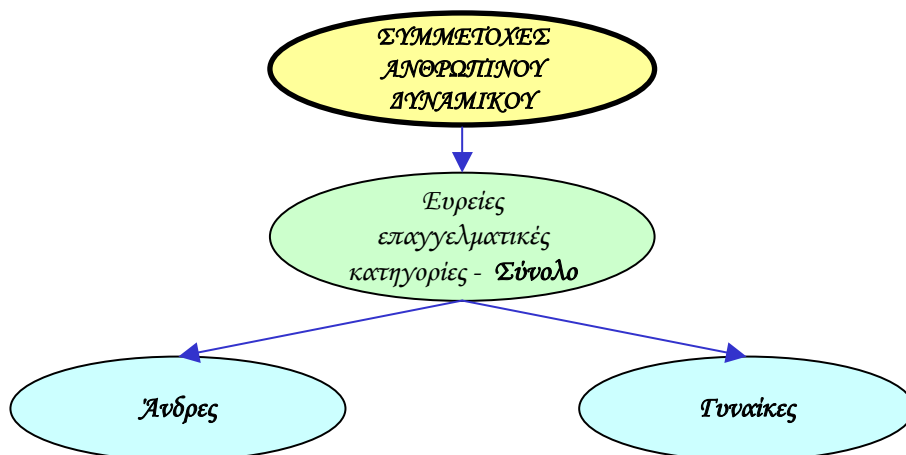 ΣΥΜΜΕΤΟΧΕΣ
ΑΝΘΡΩΠΙΝΟΥ
ΔΥΝΑΜΙΚΟΥ
Ευρείες
επαγγελματικές
κατηγορίες - Σύνολο
Άνδρες
Γυναίκες